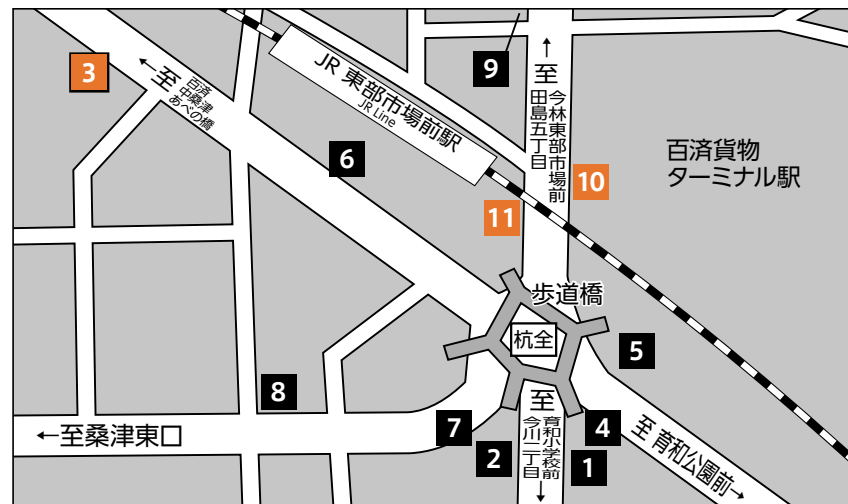 9
3
←
至
百済
中桑津
あべの橋
JR 東部市場前駅
JR Line
↑
至
今林東部市場前
田島五丁目
百済貨物
ターミナル駅
6
10
11
歩道橋
杭全
5
8
7
2
至
育和小学校前
今川二丁目
↓
1
4
至 育和公園前→
←至桑津東口